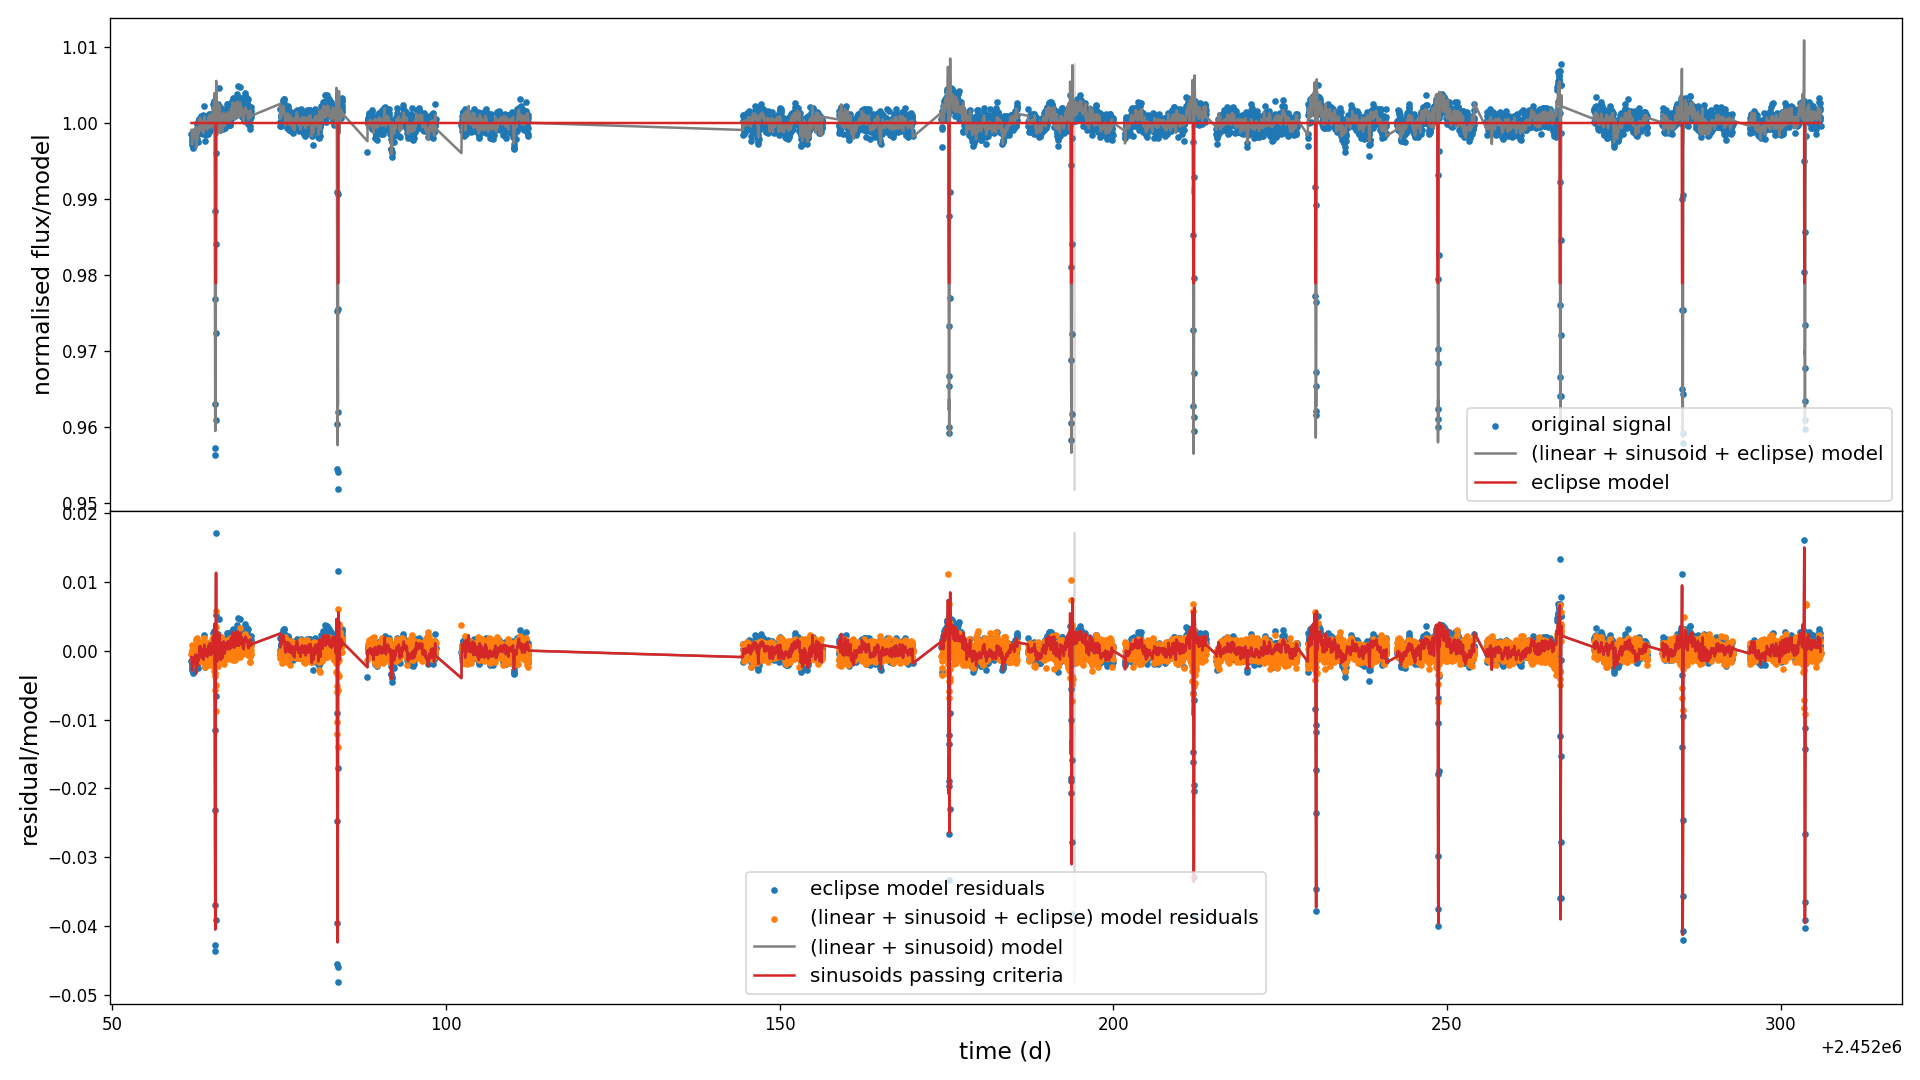 normalised flux/model
1.01
1.00
0.99
0.98
0.97
0.96
0.95
original signal
(linear + sinusoid + eclipse) model
eclipse model
residual/model
0.02
0.01
0.00
−0.01
−0.02
−0.03
−0.04
−0.05
eclipse model residuals
(linear + sinusoid + eclipse) model residuals
(linear + sinusoid) model
sinusoids passing criteria
50 100 150 200 250 300
+2.452e6
time (d)